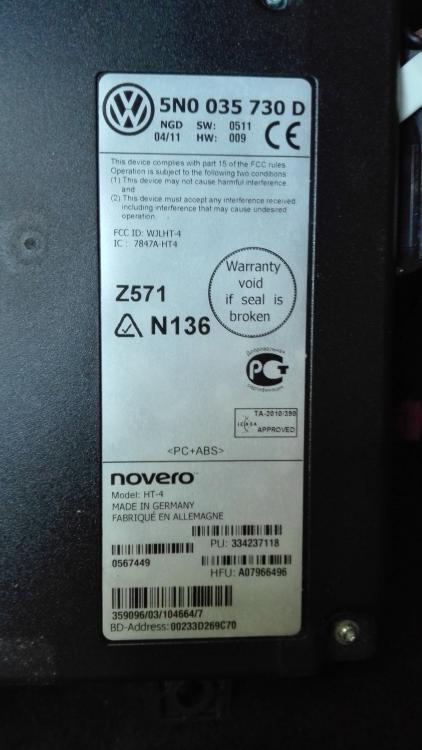 5N0 035 730 D
NGD SW: 0511
04/11 HW: 009
CE
This device complies with part 15 of the FCC rules.
Operation is subject to the following two conditions:
(1) This device may not cause harmful interference.
and
(2) This device must accept any interference received
including interference that may cause undesired
operation.
FCC ID: WJLHT-4
IC : 7847A-HT4
Warranty
void
if seal is
broken
Z571
N136
Добровольная
РСТ
сертификация
TA-2010/390
ICASA
APPROVED
<PC+ABS>
novero
Model: HT-4
MADE IN GERMANY
FABRIQUÉ EN ALLEMAGNE
PU: 334237118
0567449
HFU: A07966496
359096/03/104664/7
BD-Address: 00233D269C70